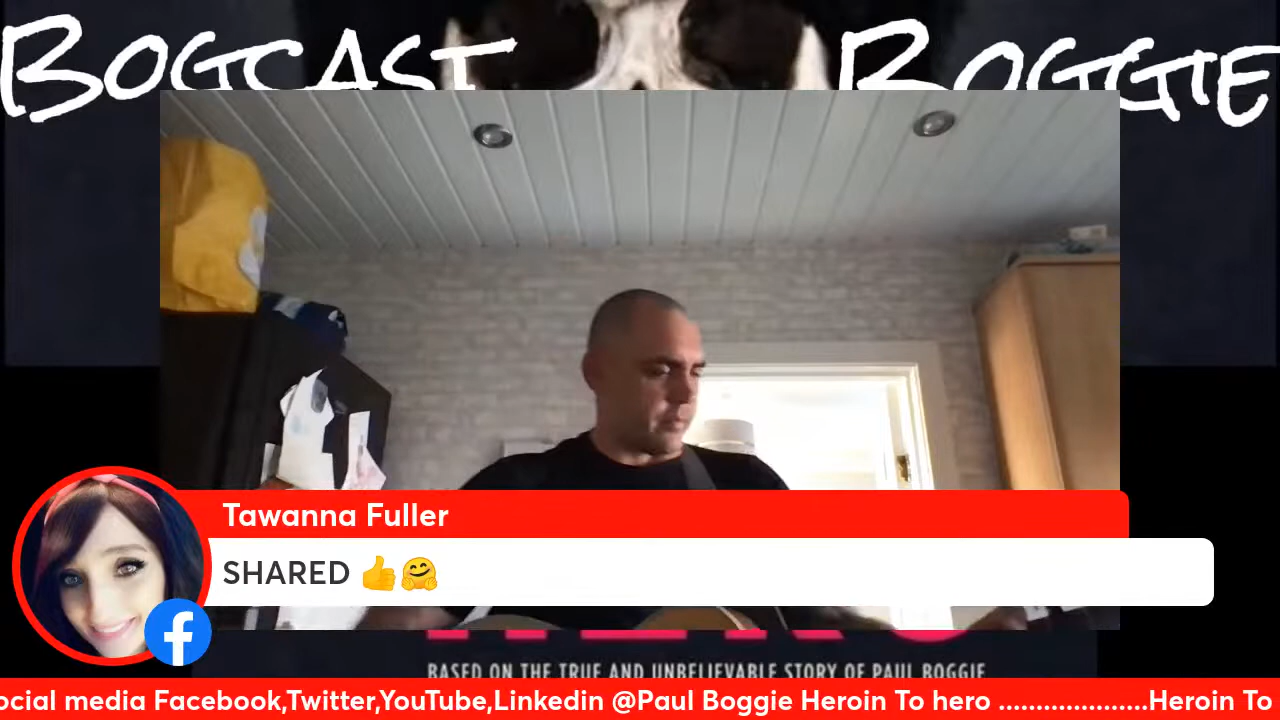 BOGCAST BOGGIE
Tawanna Fuller
SHARED 👍🤗
BASED ON THE TRUE AND UNBELIEVABLE STORY OF PAUL BOGGIE
ocial media Facebook,Twitter,YouTube,Linkedin @Paul Boggie Heroin To hero ....................Heroin To